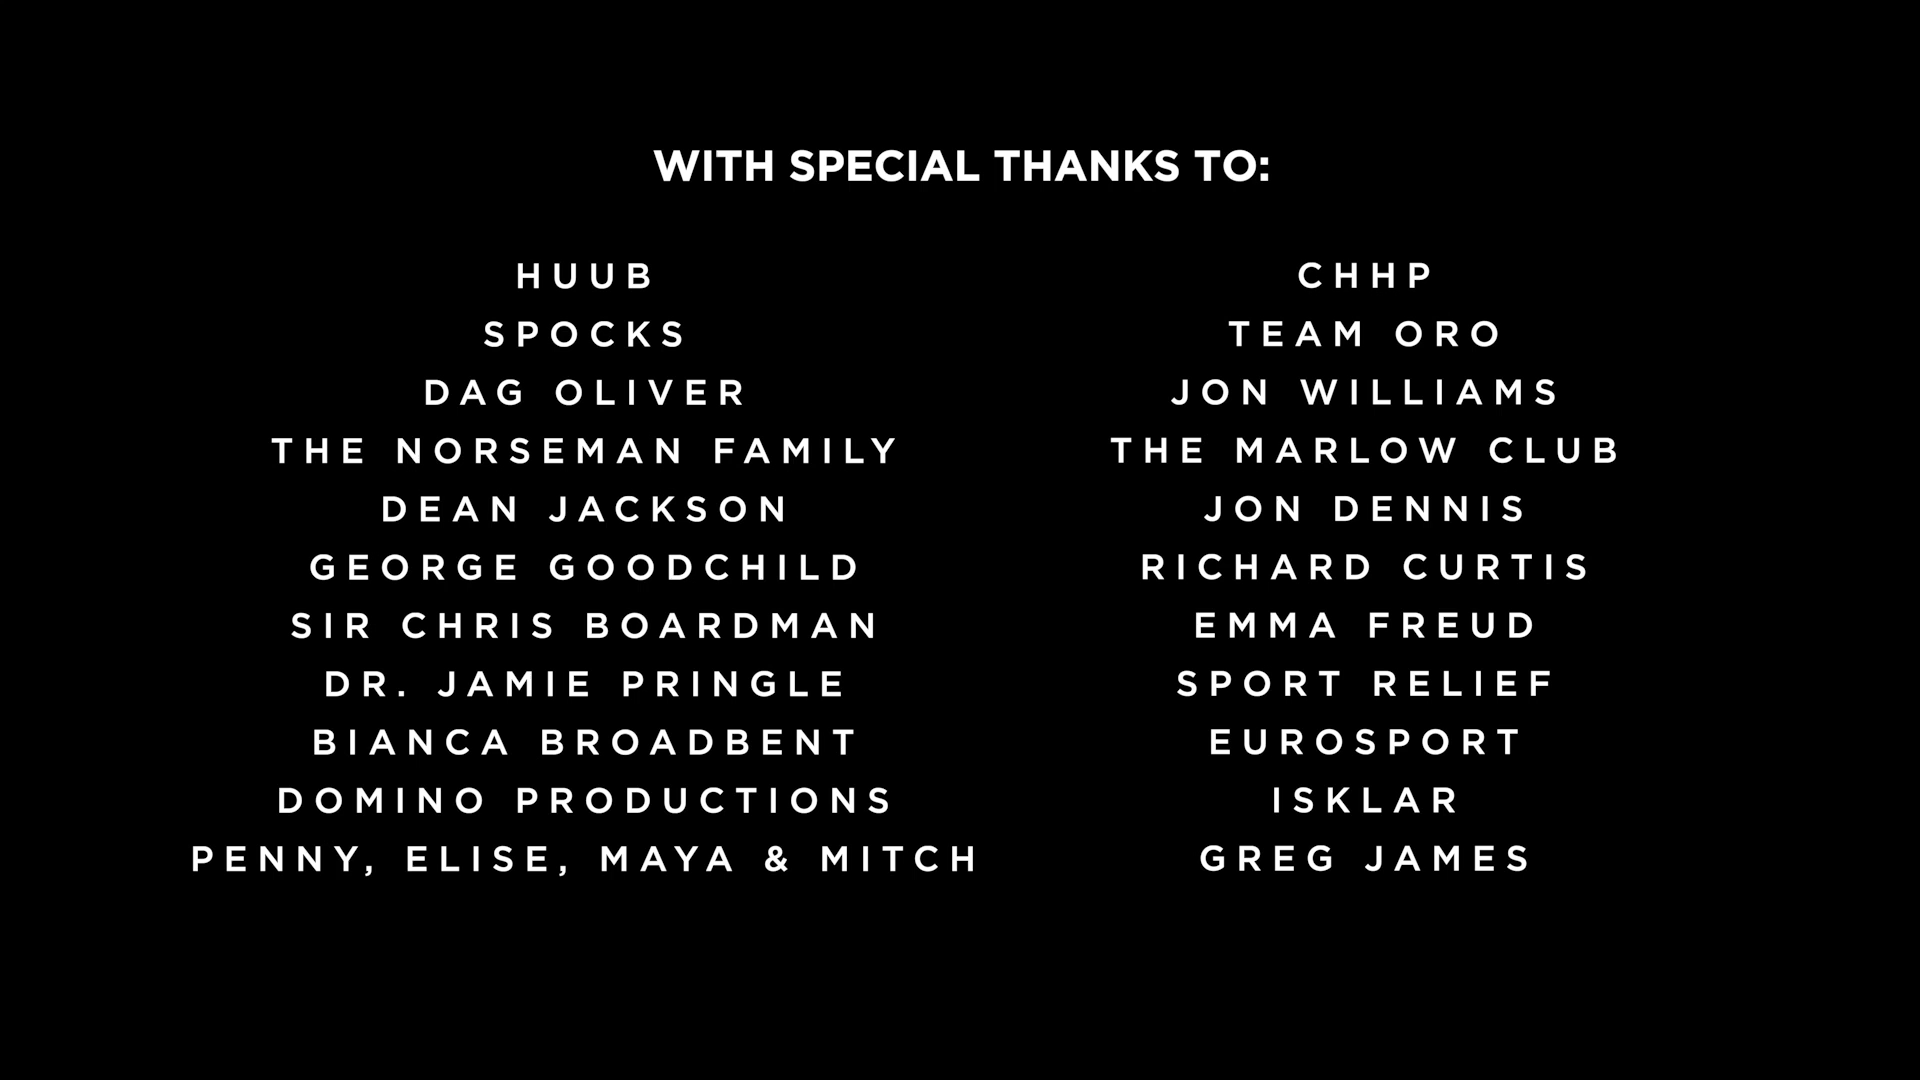 WITH SPECIAL THANKS TO:
HUUB
SPOCKS
DAG OLIVER
THE NORSEMAN FAMILY
DEAN JACKSON
GEORGE GOODCHILD
SIR CHRIS BOARDMAN
DR. JAMIE PRINGLE
BIANCA BROADBENT
DOMINO PRODUCTIONS
PENNY, ELISE, MAYA & MITCH
CHHP
TEAM ORO
JON WILLIAMS
THE MARLOW CLUB
JON DENNIS
RICHARD CURTIS
EMMA FREUD
SPORT RELIEF
EUROSPORT
ISKLAR
GREG JAMES